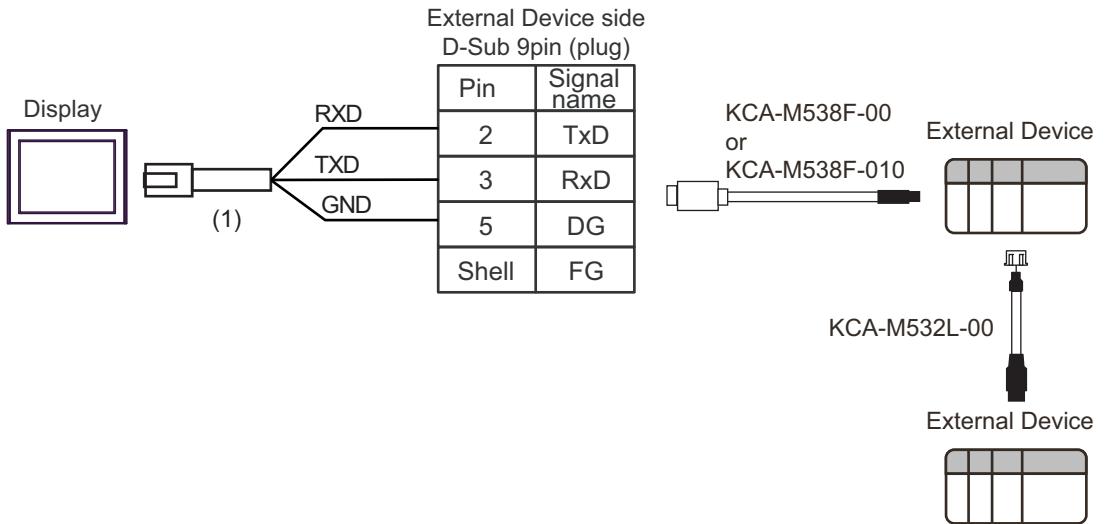 External Device side
D-Sub 9pin (plug)
Display
(1)
RXD
TXD
GND
Pin
Signal
name
2
TxD
3
RxD
5
DG
Shell
FG
KCA-M538F-00
or
KCA-M538F-010
External Device
KCA-M532L-00
External Device